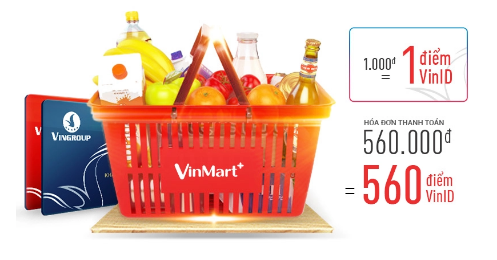 VINGROUP
VinMart+
1.000đ = 1 điểm VinID
HÓA ĐƠN THANH TOÁN
560.000đ
= 560 điểm VinID